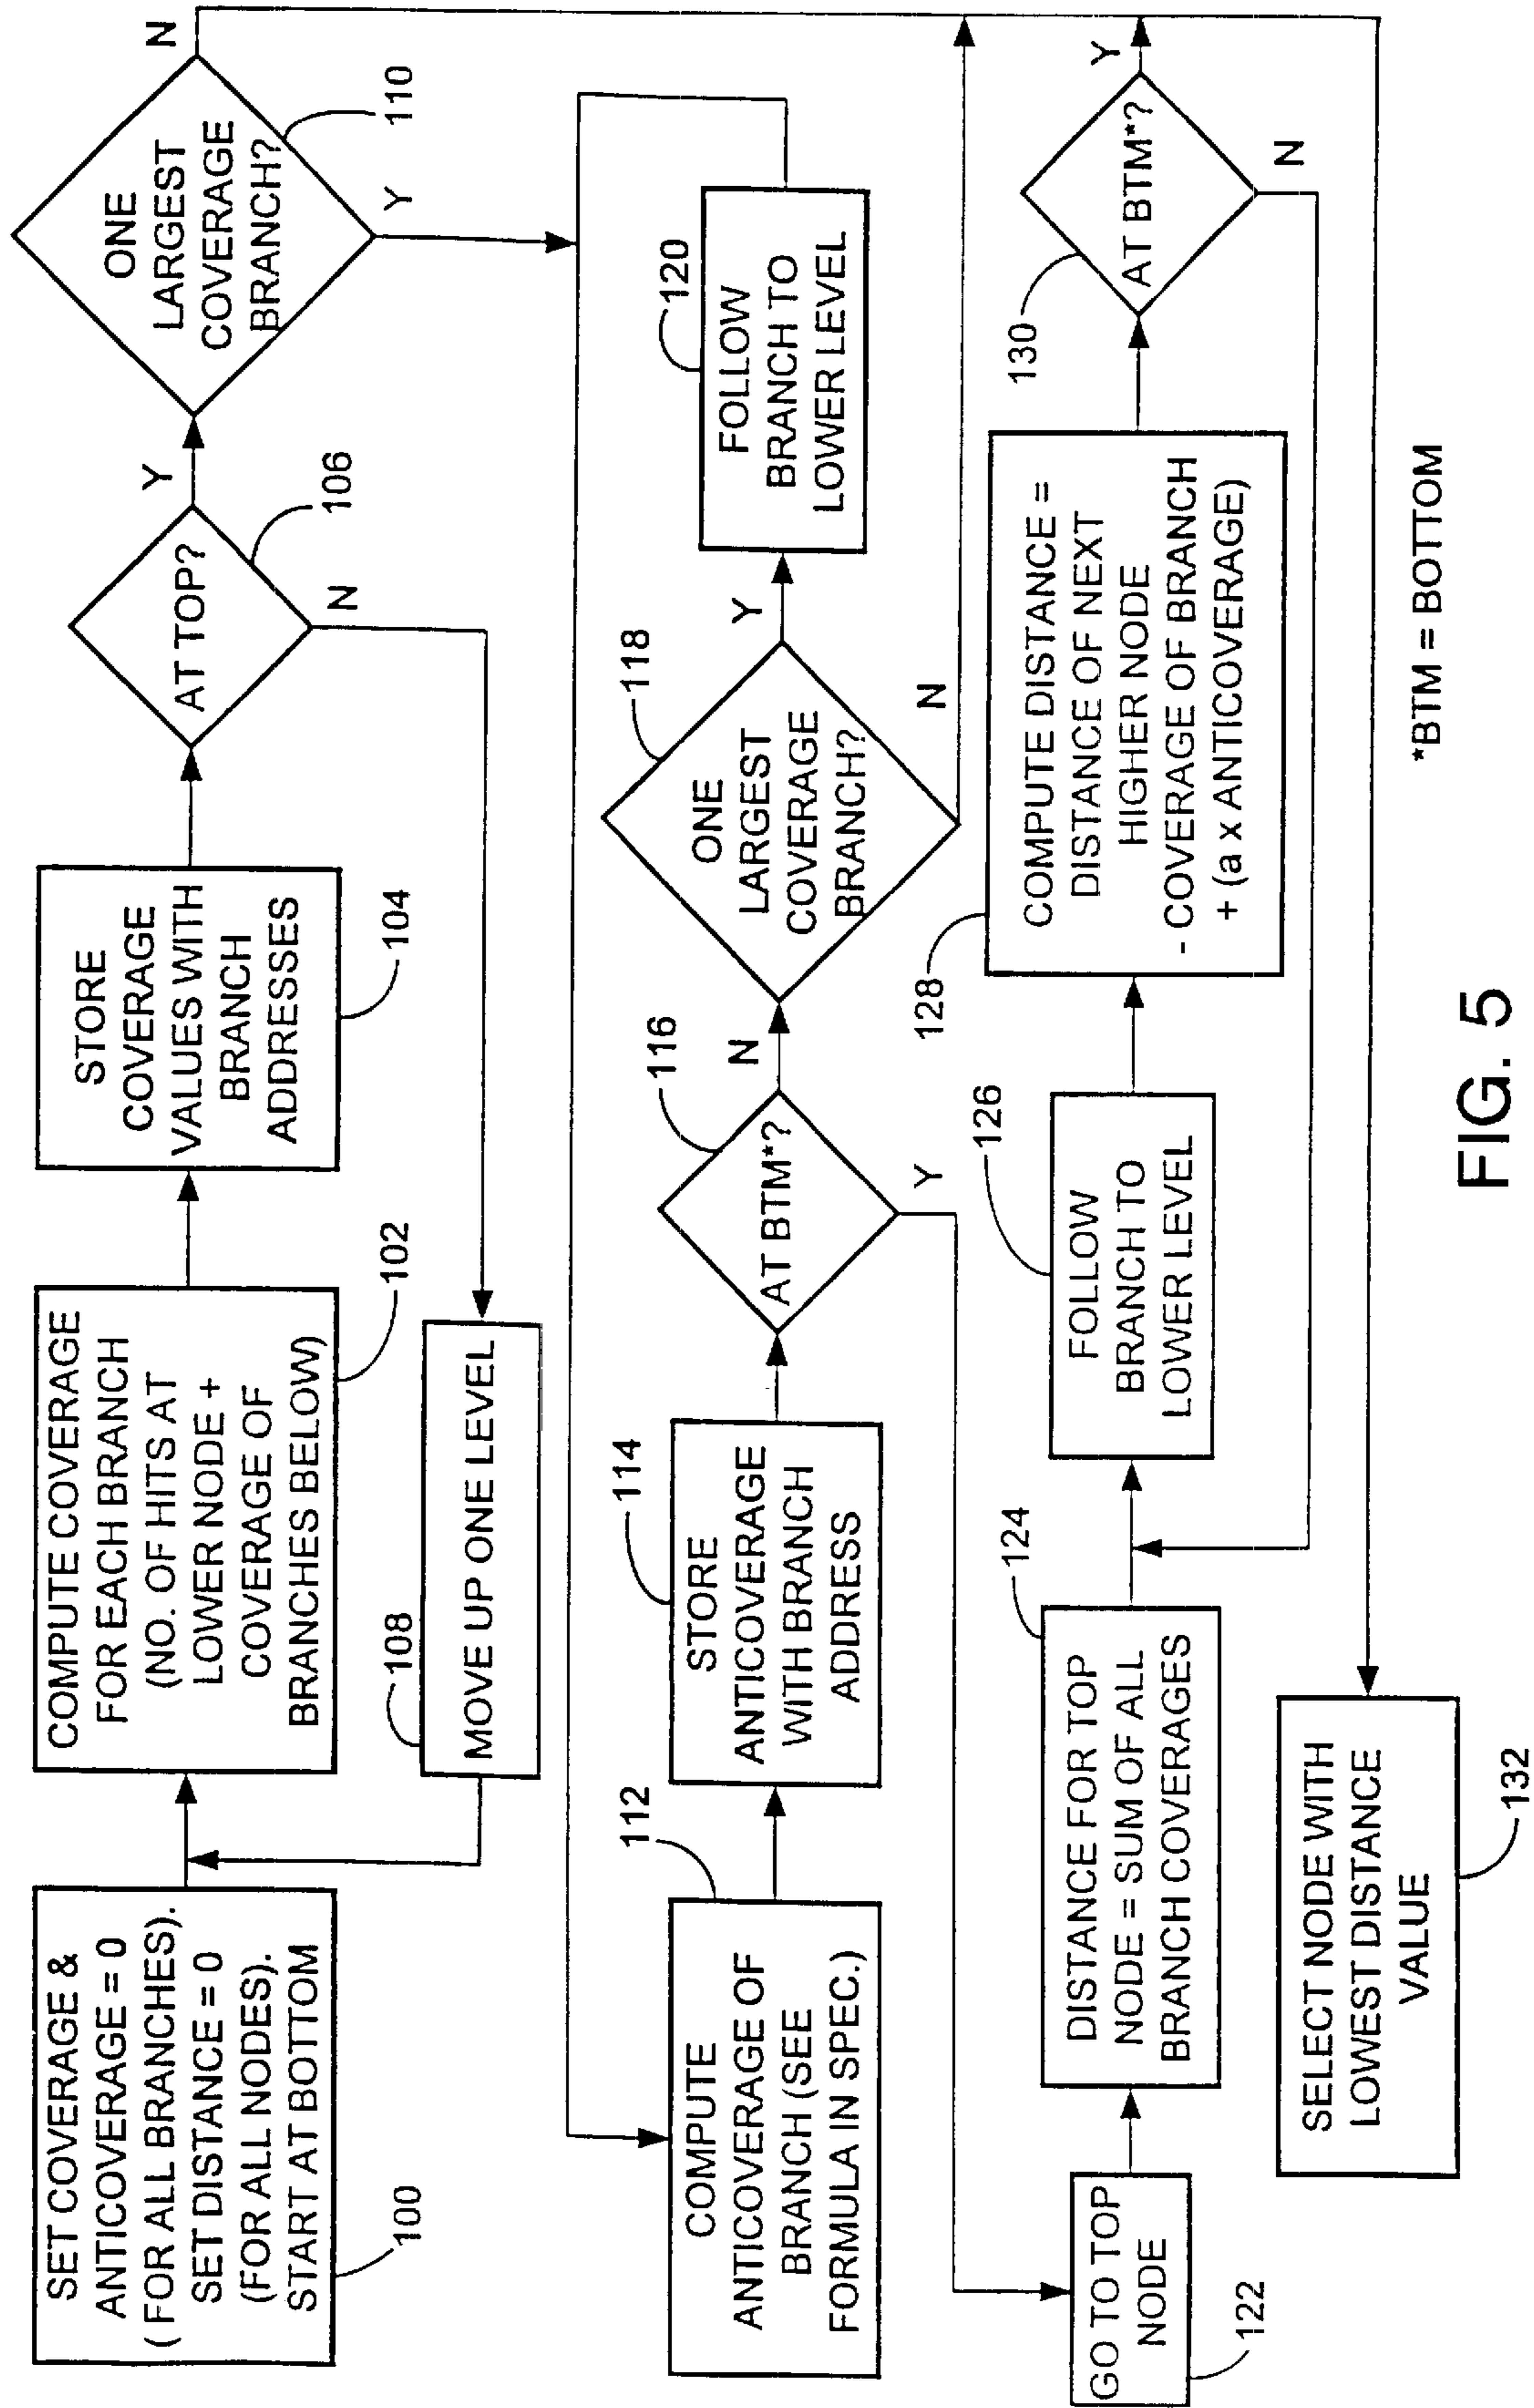 SET COVERAGE &
ANTICOVERAGE = 0
( FOR ALL BRANCHES).
SET DISTANCE = 0
(FOR ALL NODES).
START AT BOTTOM
100
COMPUTE COVERAGE
FOR EACH BRANCH
(NO. OF HITS AT
LOWER NODE +
COVERAGE OF
BRANCHES BELOW)
102
STORE
COVERAGE
VALUES WITH
BRANCH
ADDRESSES
104
AT TOP?
106
Y
N
MOVE UP ONE LEVEL
108
ONE
LARGEST
COVERAGE
BRANCH?
110
N
Y
COMPUTE
ANTICOVERAGE OF
BRANCH (SEE
FORMULA IN SPEC.)
112
STORE
ANTICOVERAGE
WITH BRANCH
ADDRESS
114
AT BTM*?
116
N
Y
ONE
LARGEST
COVERAGE
BRANCH?
118
Y
N
FOLLOW
BRANCH TO
LOWER LEVEL
120
GO TO TOP
NODE
122
DISTANCE FOR TOP
NODE = SUM OF ALL
BRANCH COVERAGES
124
FOLLOW
BRANCH TO
LOWER LEVEL
126
COMPUTE DISTANCE =
DISTANCE OF NEXT
HIGHER NODE
- COVERAGE OF BRANCH
+ (a x ANTICOVERAGE)
128
AT BTM*?
130
Y
N
SELECT NODE WITH
LOWEST DISTANCE
VALUE
132
*BTM = BOTTOM
FIG. 5